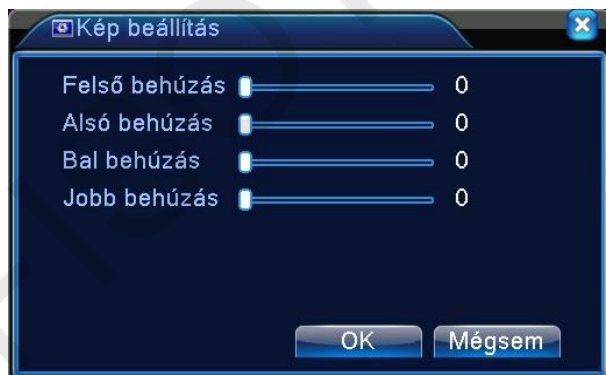 Kép beállítás
Felső behúzás 0
Alsó behúzás 0
Bal behúzás 0
Jobb behúzás 0
OK Mégsem